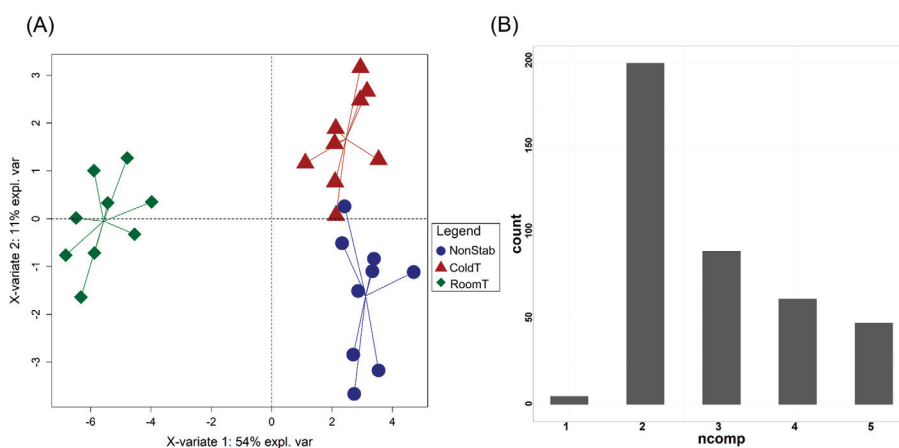 (A)
X-variate 2: 11% expl. var
3
2
1
0
-1
-2
-3
-6
-4
-2
0
2
4
X-variate 1: 54% expl. var
Legend
NonStab
ColdT
RoomT
(B)
count
200
150
100
50
0
1
2
3
4
5
ncomp